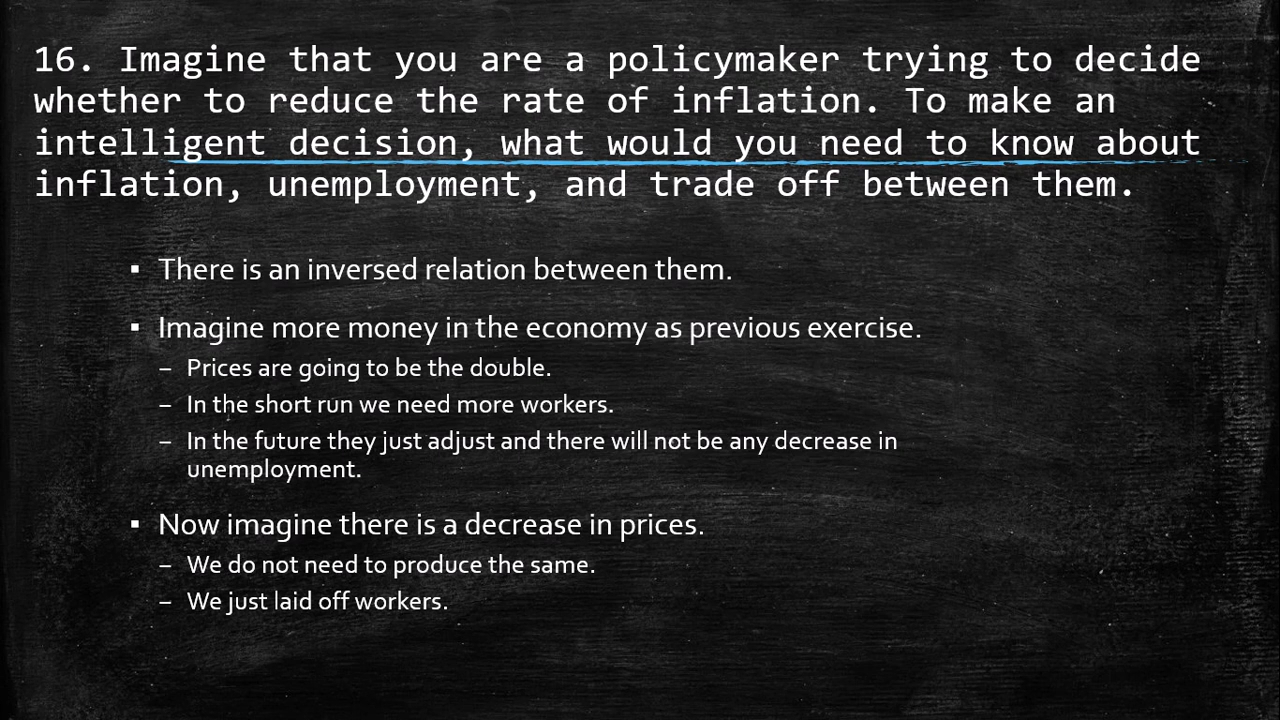 16. Imagine that you are a policymaker trying to decide
whether to reduce the rate of inflation. To make an
intelligent decision, what would you need to know about
inflation, unemployment, and trade off between them.
▪ There is an inversed relation between them.
▪ Imagine more money in the economy as previous exercise.
– Prices are going to be the double.
– In the short run we need more workers.
– In the future they just adjust and there will not be any decrease in
unemployment.
▪ Now imagine there is a decrease in prices.
– We do not need to produce the same.
– We just laid off workers.